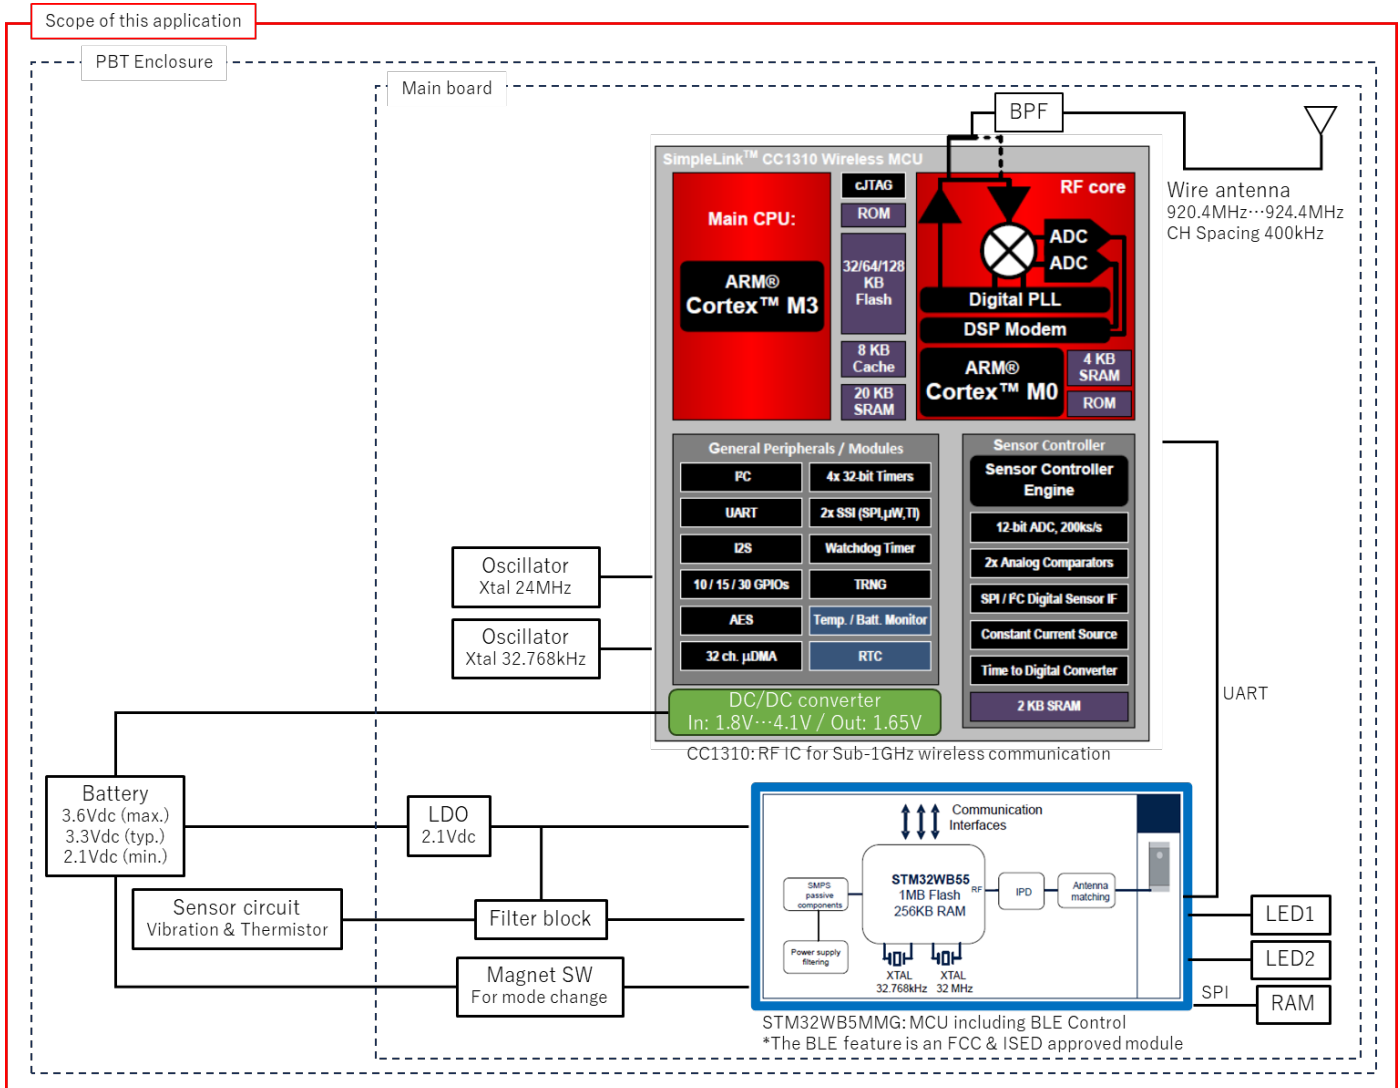 Scope of this application
PBT Enclosure
Main board
BPF
SimpleLink™ CC1310 Wireless MCU
Main CPU:
ARM®
Cortex™ M3
cJTAG
ROM
32/64/128
KB
Flash
8 KB
Cache
20 KB
SRAM
RF core
ADC
ADC
Digital PLL
DSP Modem
ARM®
Cortex™ M0
4 KB
SRAM
ROM
Wire antenna
920.4MHz⋯924.4MHz
CH Spacing 400kHz
General Peripherals / Modules
I²C
4x 32-bit Timers
UART
2x SSI (SPI,µW,TI)
I2S
Watchdog Timer
10 / 15 / 30 GPIOs
TRNG
AES
Temp. / Batt. Monitor
32 ch. µDMA
RTC
Sensor Controller
Sensor Controller
Engine
12-bit ADC, 200ks/s
2x Analog Comparators
SPI / I²C Digital Sensor IF
Constant Current Source
Time to Digital Converter
2 KB SRAM
Oscillator
Xtal 24MHz
Oscillator
Xtal 32.768kHz
DC/DC converter
In: 1.8V⋯4.1V / Out: 1.65V
CC1310: RF IC for Sub-1GHz wireless communication
UART
Battery
3.6Vdc (max.)
3.3Vdc (typ.)
2.1Vdc (min.)
LDO
2.1Vdc
Sensor circuit
Vibration & Thermistor
Filter block
Magnet SW
For mode change
Communication
Interfaces
SMPS
passive
components
STM32WB55
1MB Flash
256KB RAM
RF
IPD
Antenna
matching
Power supply
filtering
XTAL
32.768kHz
XTAL
32 MHz
LED1
LED2
SPI
RAM
STM32WB5MMG: MCU including BLE Control
*The BLE feature is an FCC & ISED approved module